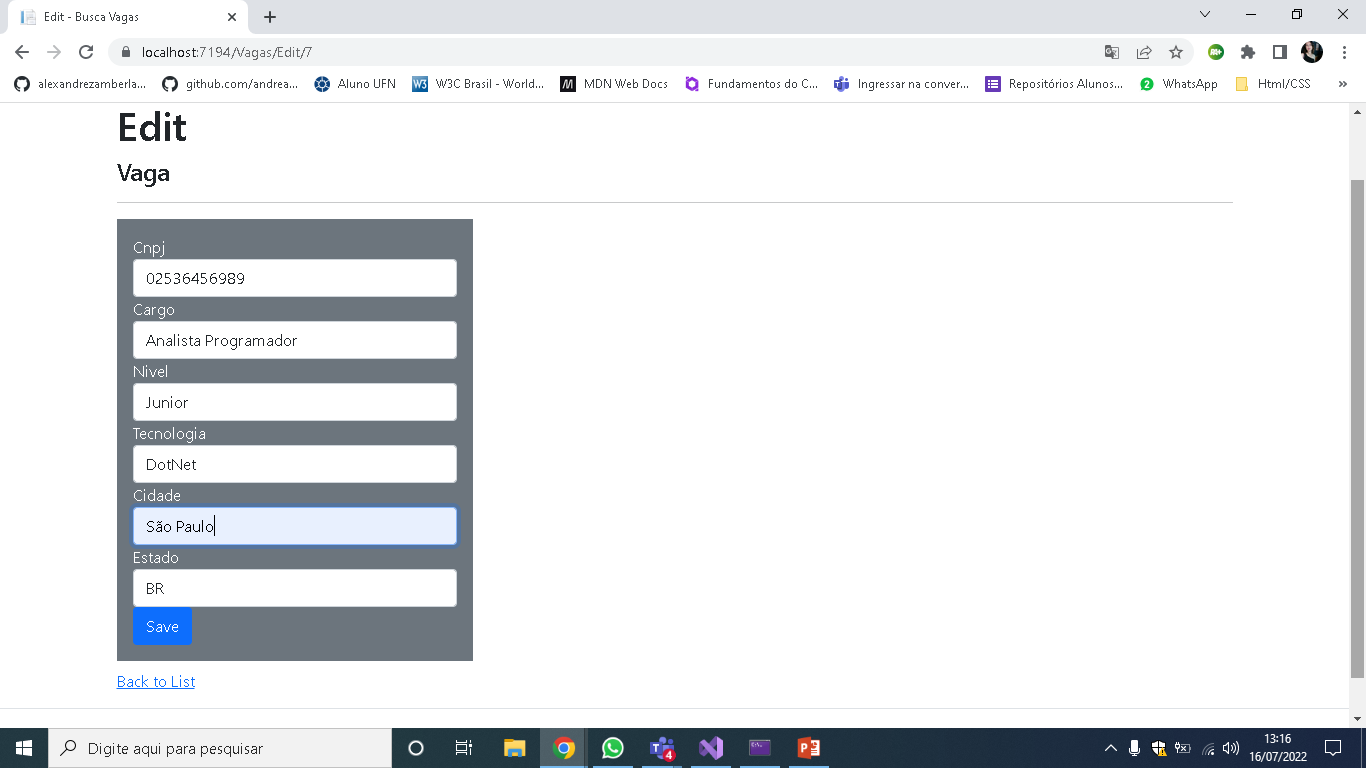 Edit - Busca Vagas
localhost:7194/Vagas/Edit/7
alexandrezamberla... github.com/andrea... Aluno UFN W3C Brasil - World... MDN Web Docs Fundamentos do C... Ingressar na conver... Repositórios Alunos... WhatsApp Html/CSS »
Edit
Vaga
Cnpj
02536456989
Cargo
Analista Programador
Nivel
Junior
Tecnologia
DotNet
Cidade
São Paulo
Estado
BR
Save
Back to List
Digite aqui para pesquisar
4
13:16
16/07/2022